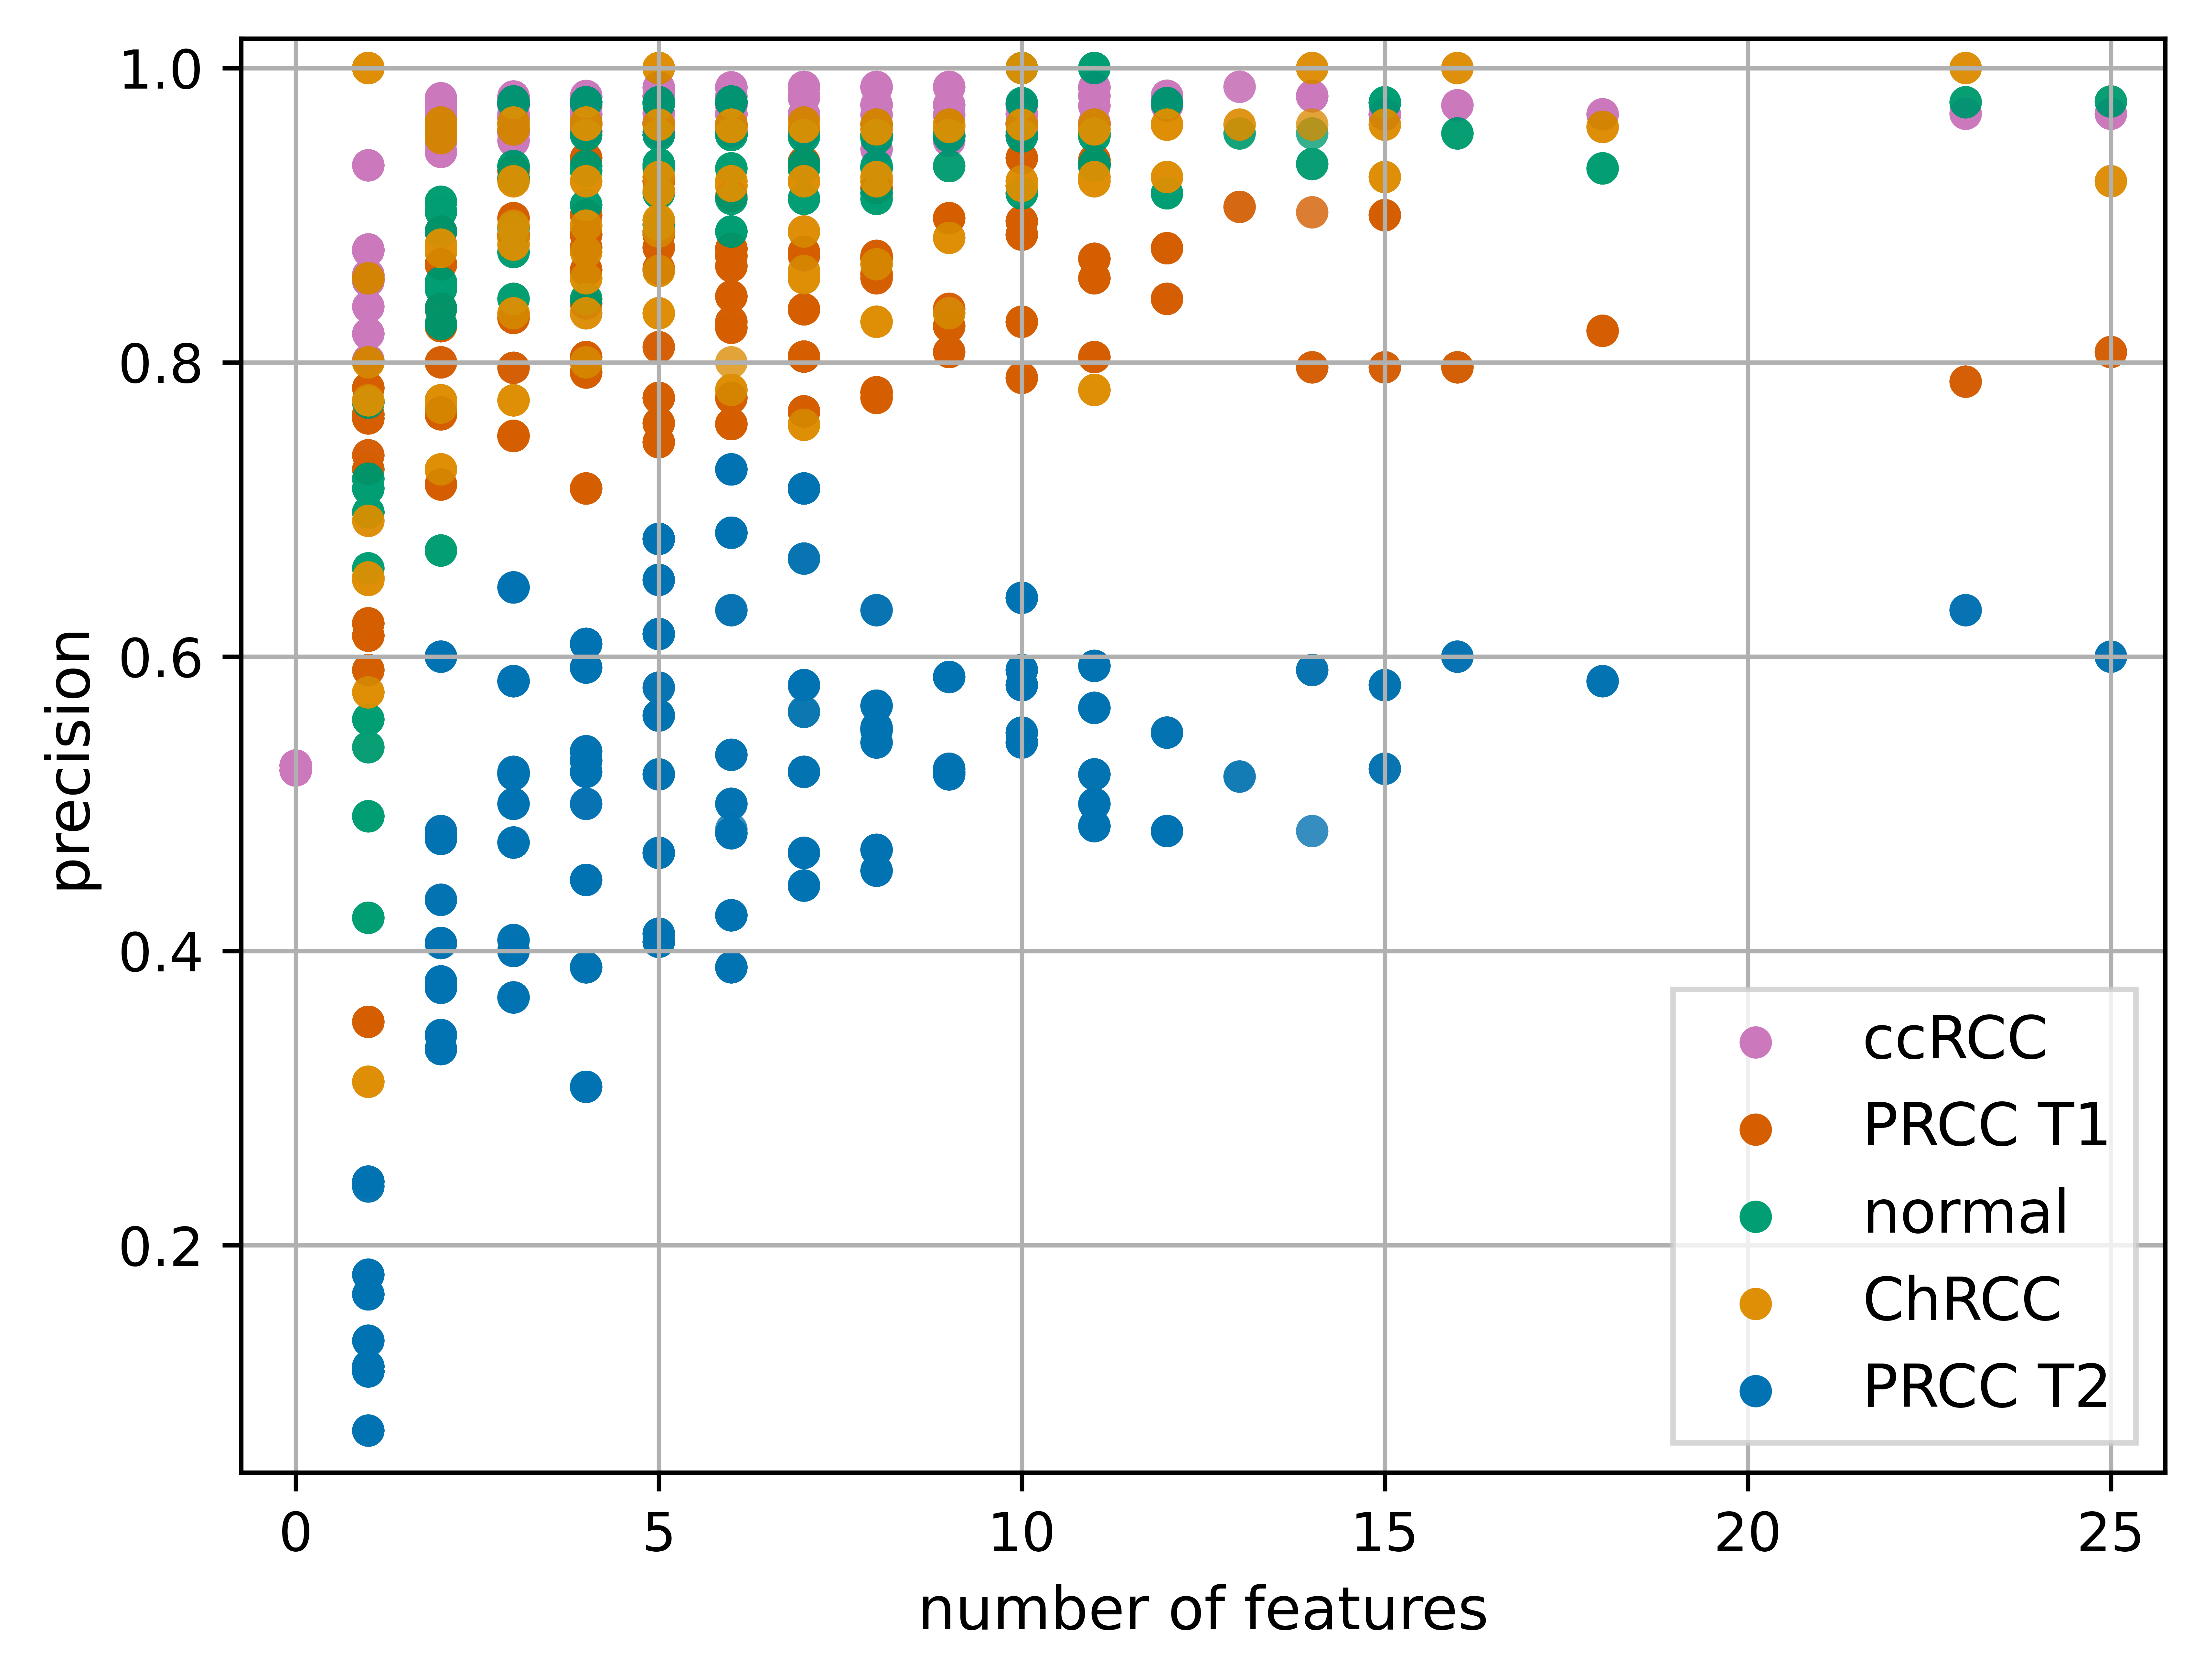 1.0
0.8
0.6
0.4
0.2
precision
0
5
10
15
20
25
number of features
ccRCC
PRCC T1
normal
ChRCC
PRCC T2